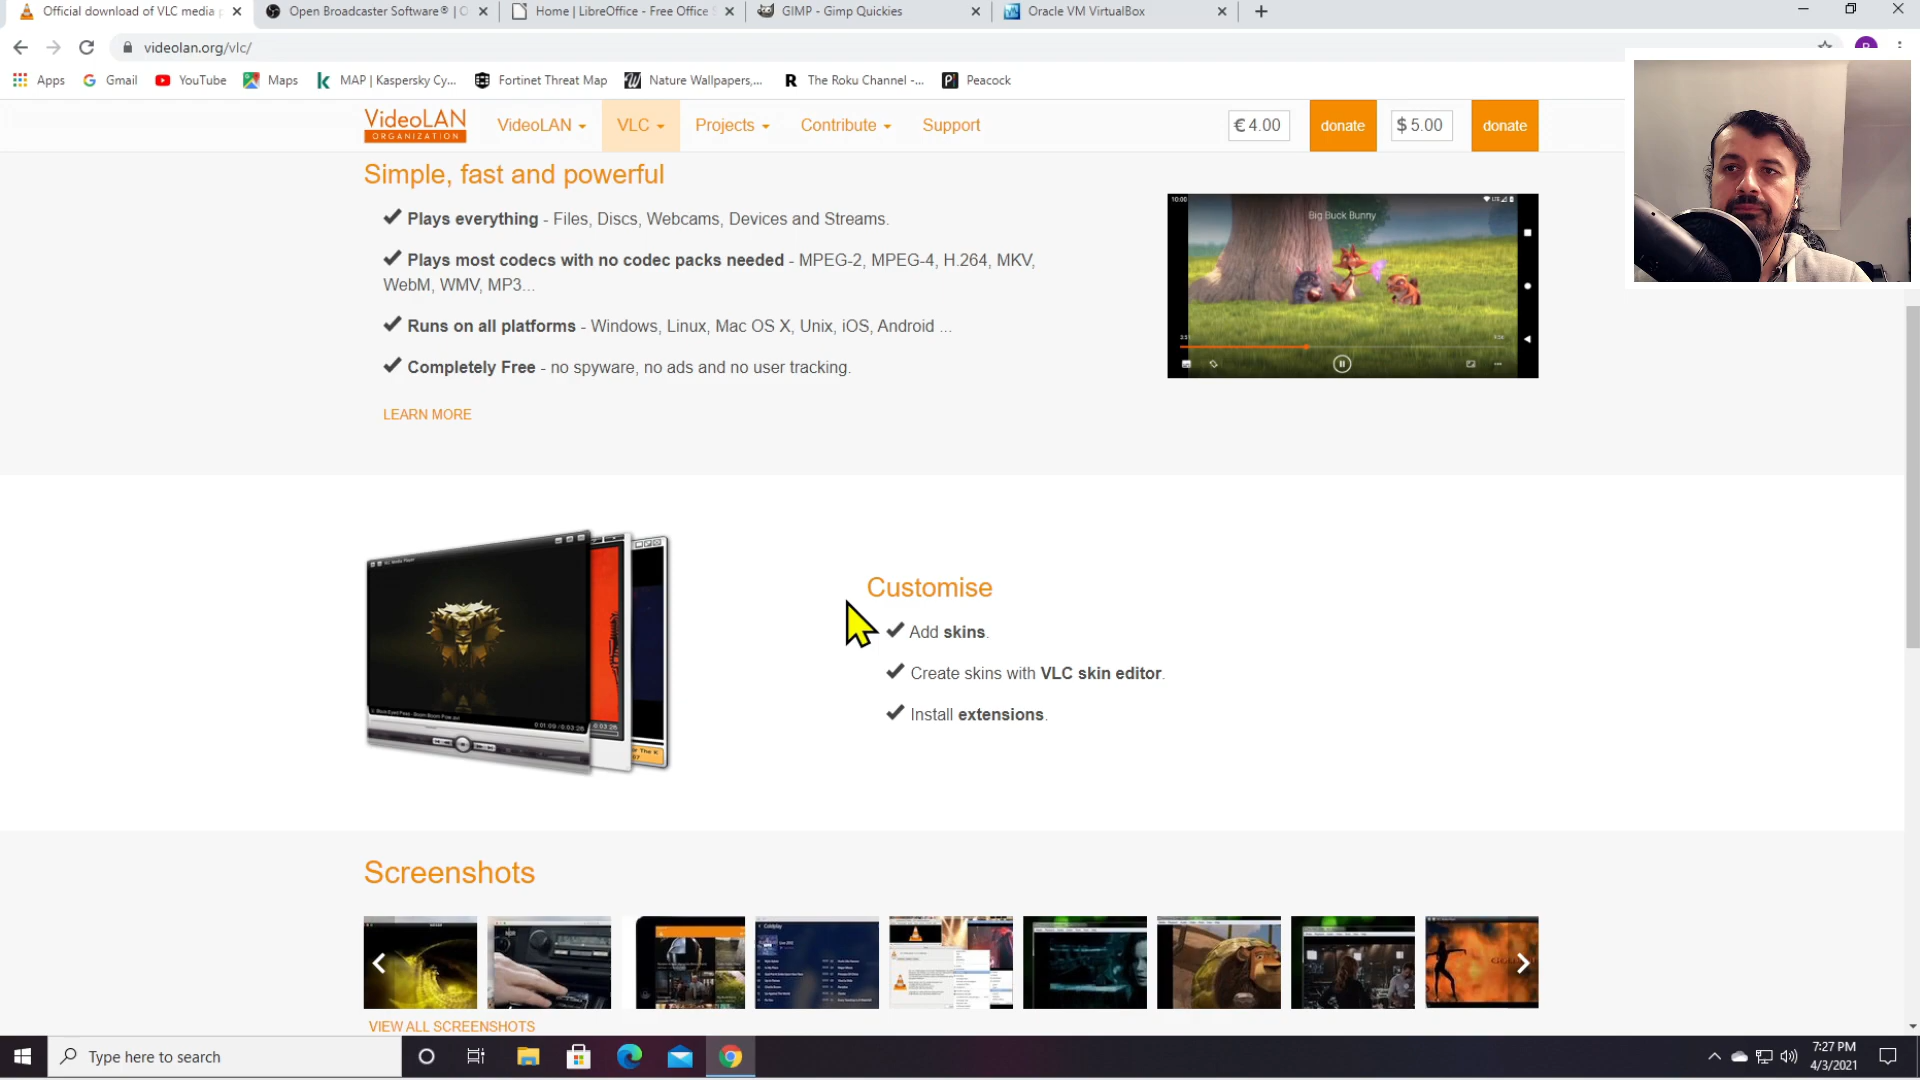 Official download of VLC media p
Open Broadcaster Software® | O
Home | LibreOffice - Free Office S
GIMP - Gimp Quickies
Oracle VM VirtualBox
videolan.org/vlc/
Apps
Gmail
YouTube
Maps
MAP | Kaspersky Cy...
Fortinet Threat Map
Nature Wallpapers,...
The Roku Channel -...
Peacock
VideoLAN
ORGANIZATION
VideoLAN
VLC
Projects
Contribute
Support
€ 4.00
donate
$ 5.00
donate
Simple, fast and powerful
Plays everything - Files, Discs, Webcams, Devices and Streams.
Plays most codecs with no codec packs needed - MPEG-2, MPEG-4, H.264, MKV,
WebM, WMV, MP3...
Runs on all platforms - Windows, Linux, Mac OS X, Unix, iOS, Android ...
Completely Free - no spyware, no ads and no user tracking.
LEARN MORE
10:00
Big Buck Bunny
Customise
Add skins.
Create skins with VLC skin editor.
Install extensions.
Screenshots
VIEW ALL SCREENSHOTS
Type here to search
7:27 PM
4/3/2021